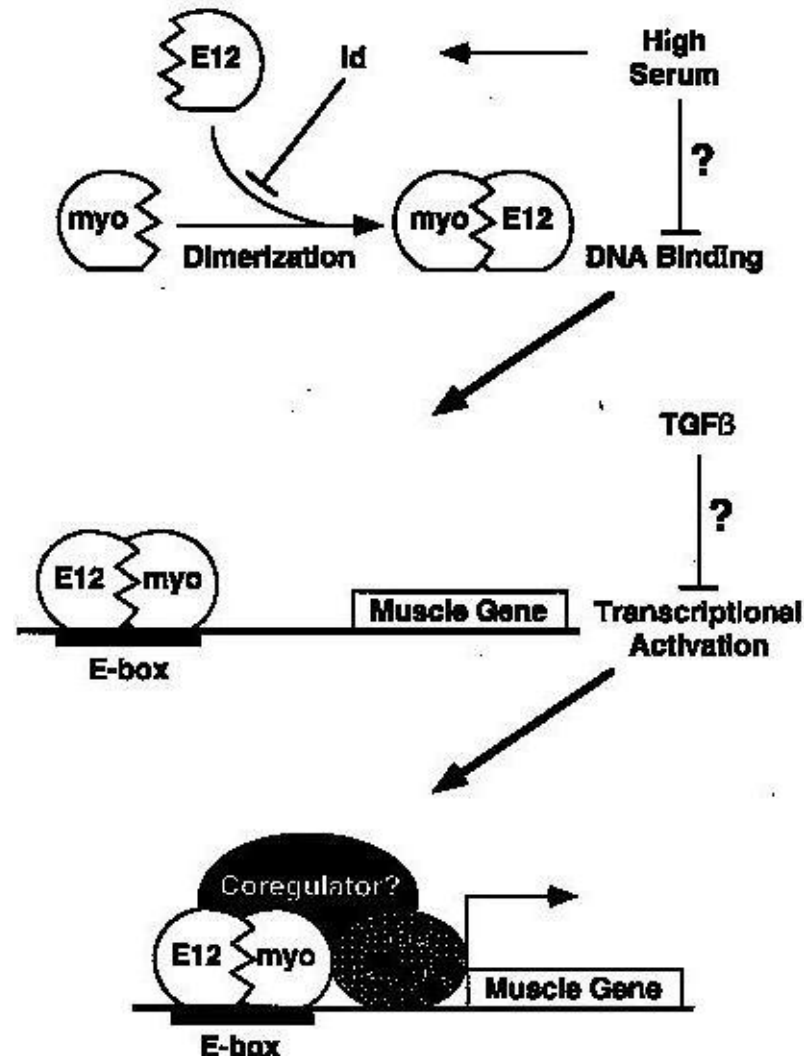 E12
Id
High
Serum
?
myo
Dimerization
myo
E12
DNA Binding
TGFβ
?
E12
myo
Muscle Gene
Transcriptional
Activation
E-box
Coregulator?
E12
myo
Muscle Gene
E-box